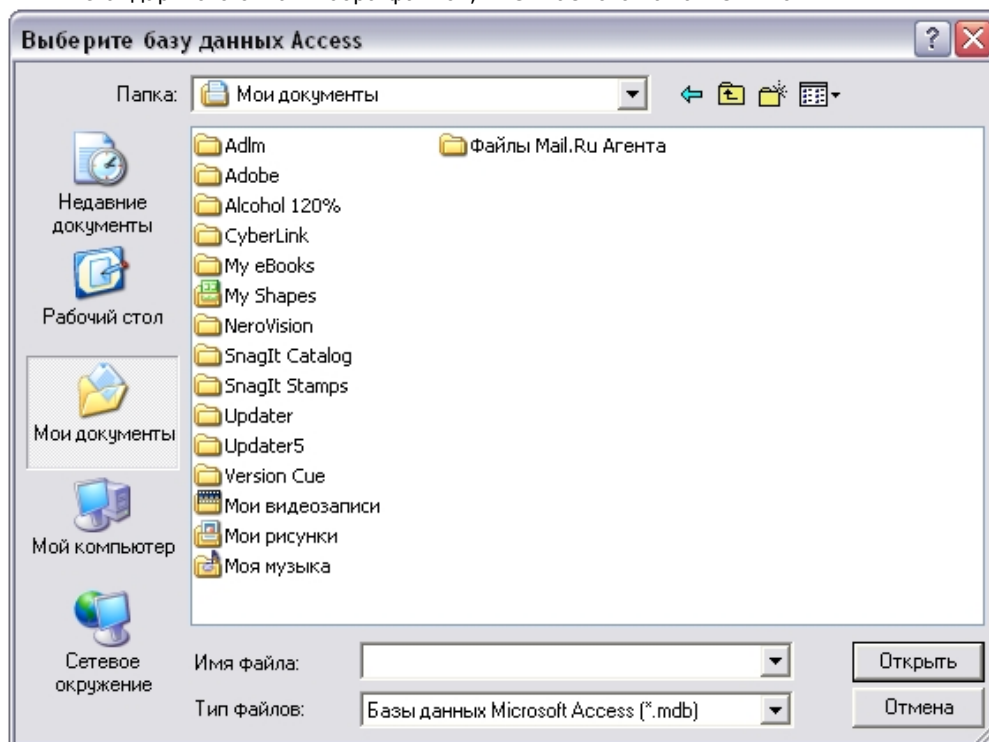 Выберите базу данных Access
Папка:
Мои документы
Недавние
документы
Рабочий стол
Мои документы
Мой компьютер
Сетевое
окружение
Adlm
Adobe
Alcohol 120%
CyberLink
My eBooks
My Shapes
NeroVision
SnagIt Catalog
SnagIt Stamps
Updater
Updater5
Version Cue
Мои видеозаписи
Мои рисунки
Моя музыка
Файлы Mail.Ru Агента
Имя файла:
Открыть
Тип файлов:
Базы данных Microsoft Access (*.mdb)
Отмена